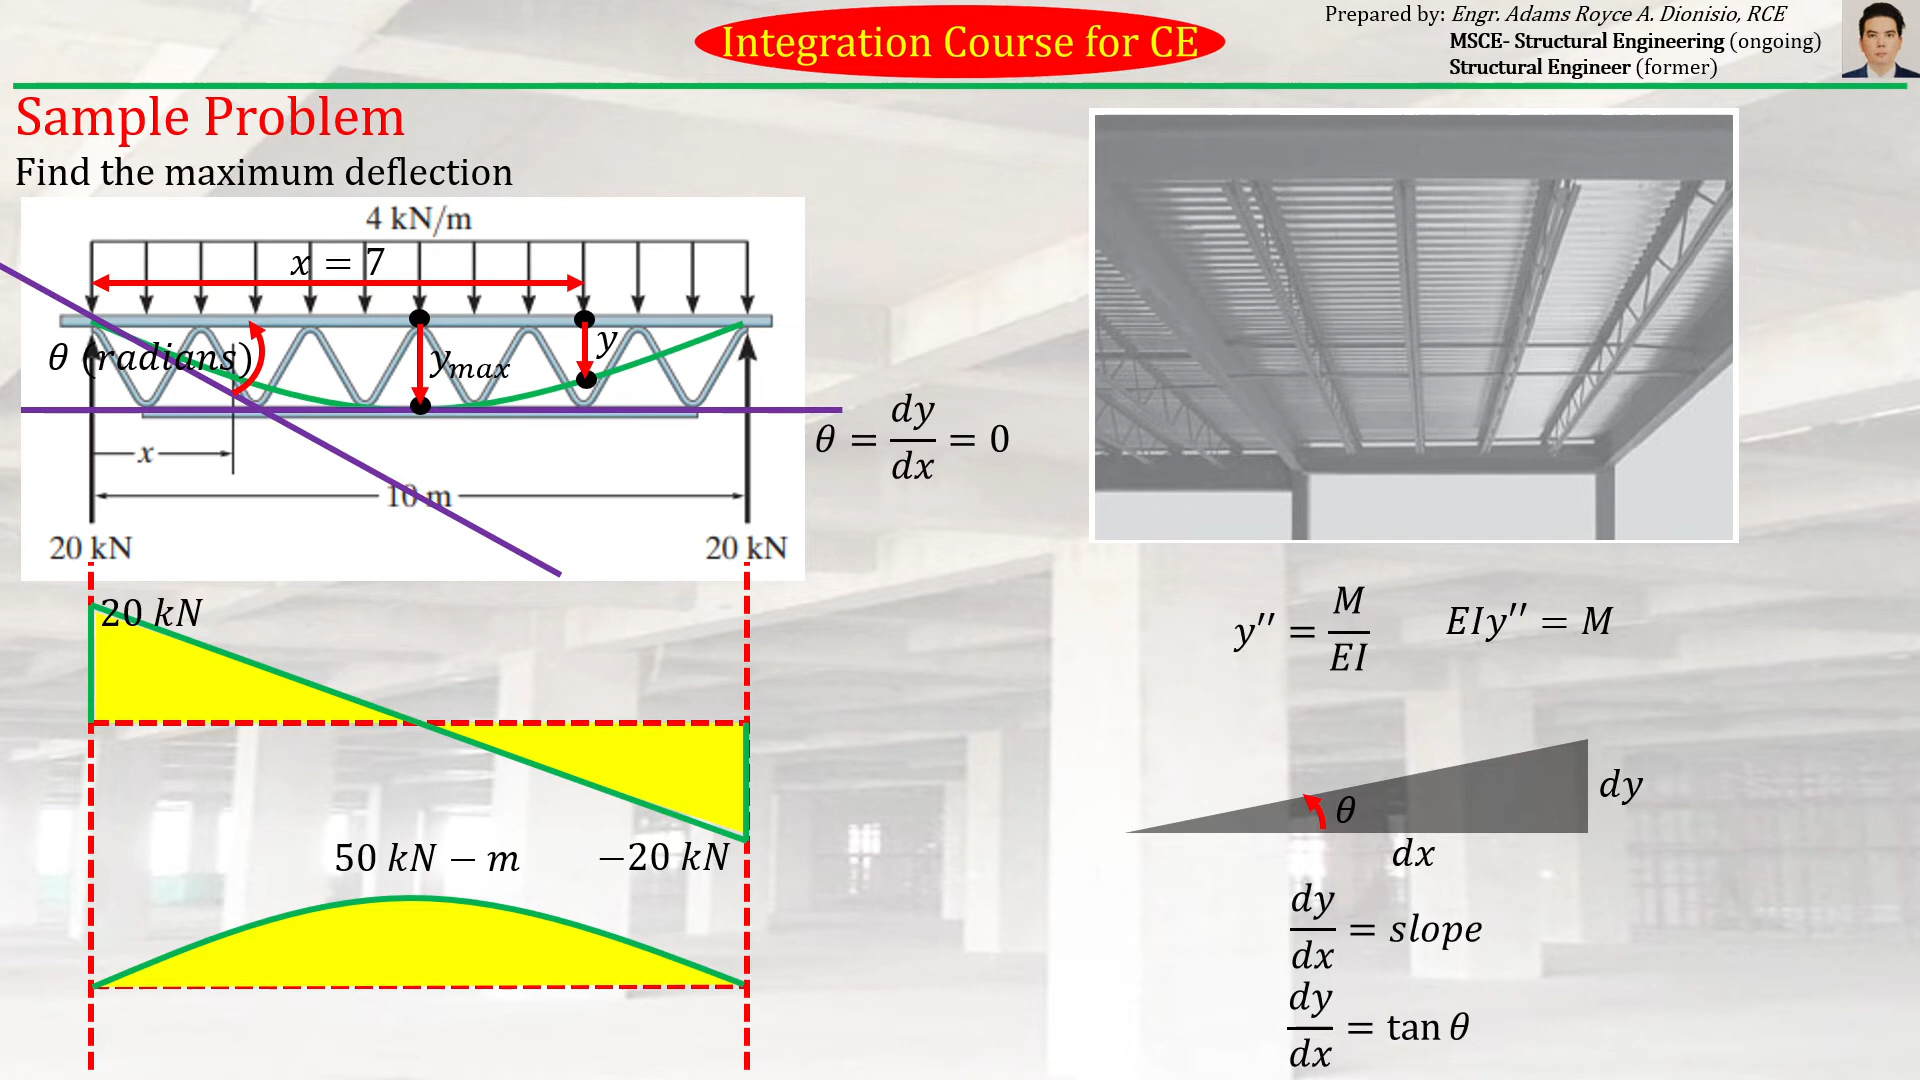 Integration Course for CE
Prepared by: Engr. Adams Royce A. Dionisio, RCE
MSCE- Structural Engineering (ongoing)
Structural Engineer (former)
Sample Problem
Find the maximum deflection
4 kN/m
x = 7
θ (radians)
y_max
y
θ = dy/dx = 0
x
10 m
20 kN
20 kN
20 kN
y′′ = M/EI
EIy′′ = M
θ
dy
dx
50 kN − m
−20 kN
dy/dx = slope
dy/dx = tan θ